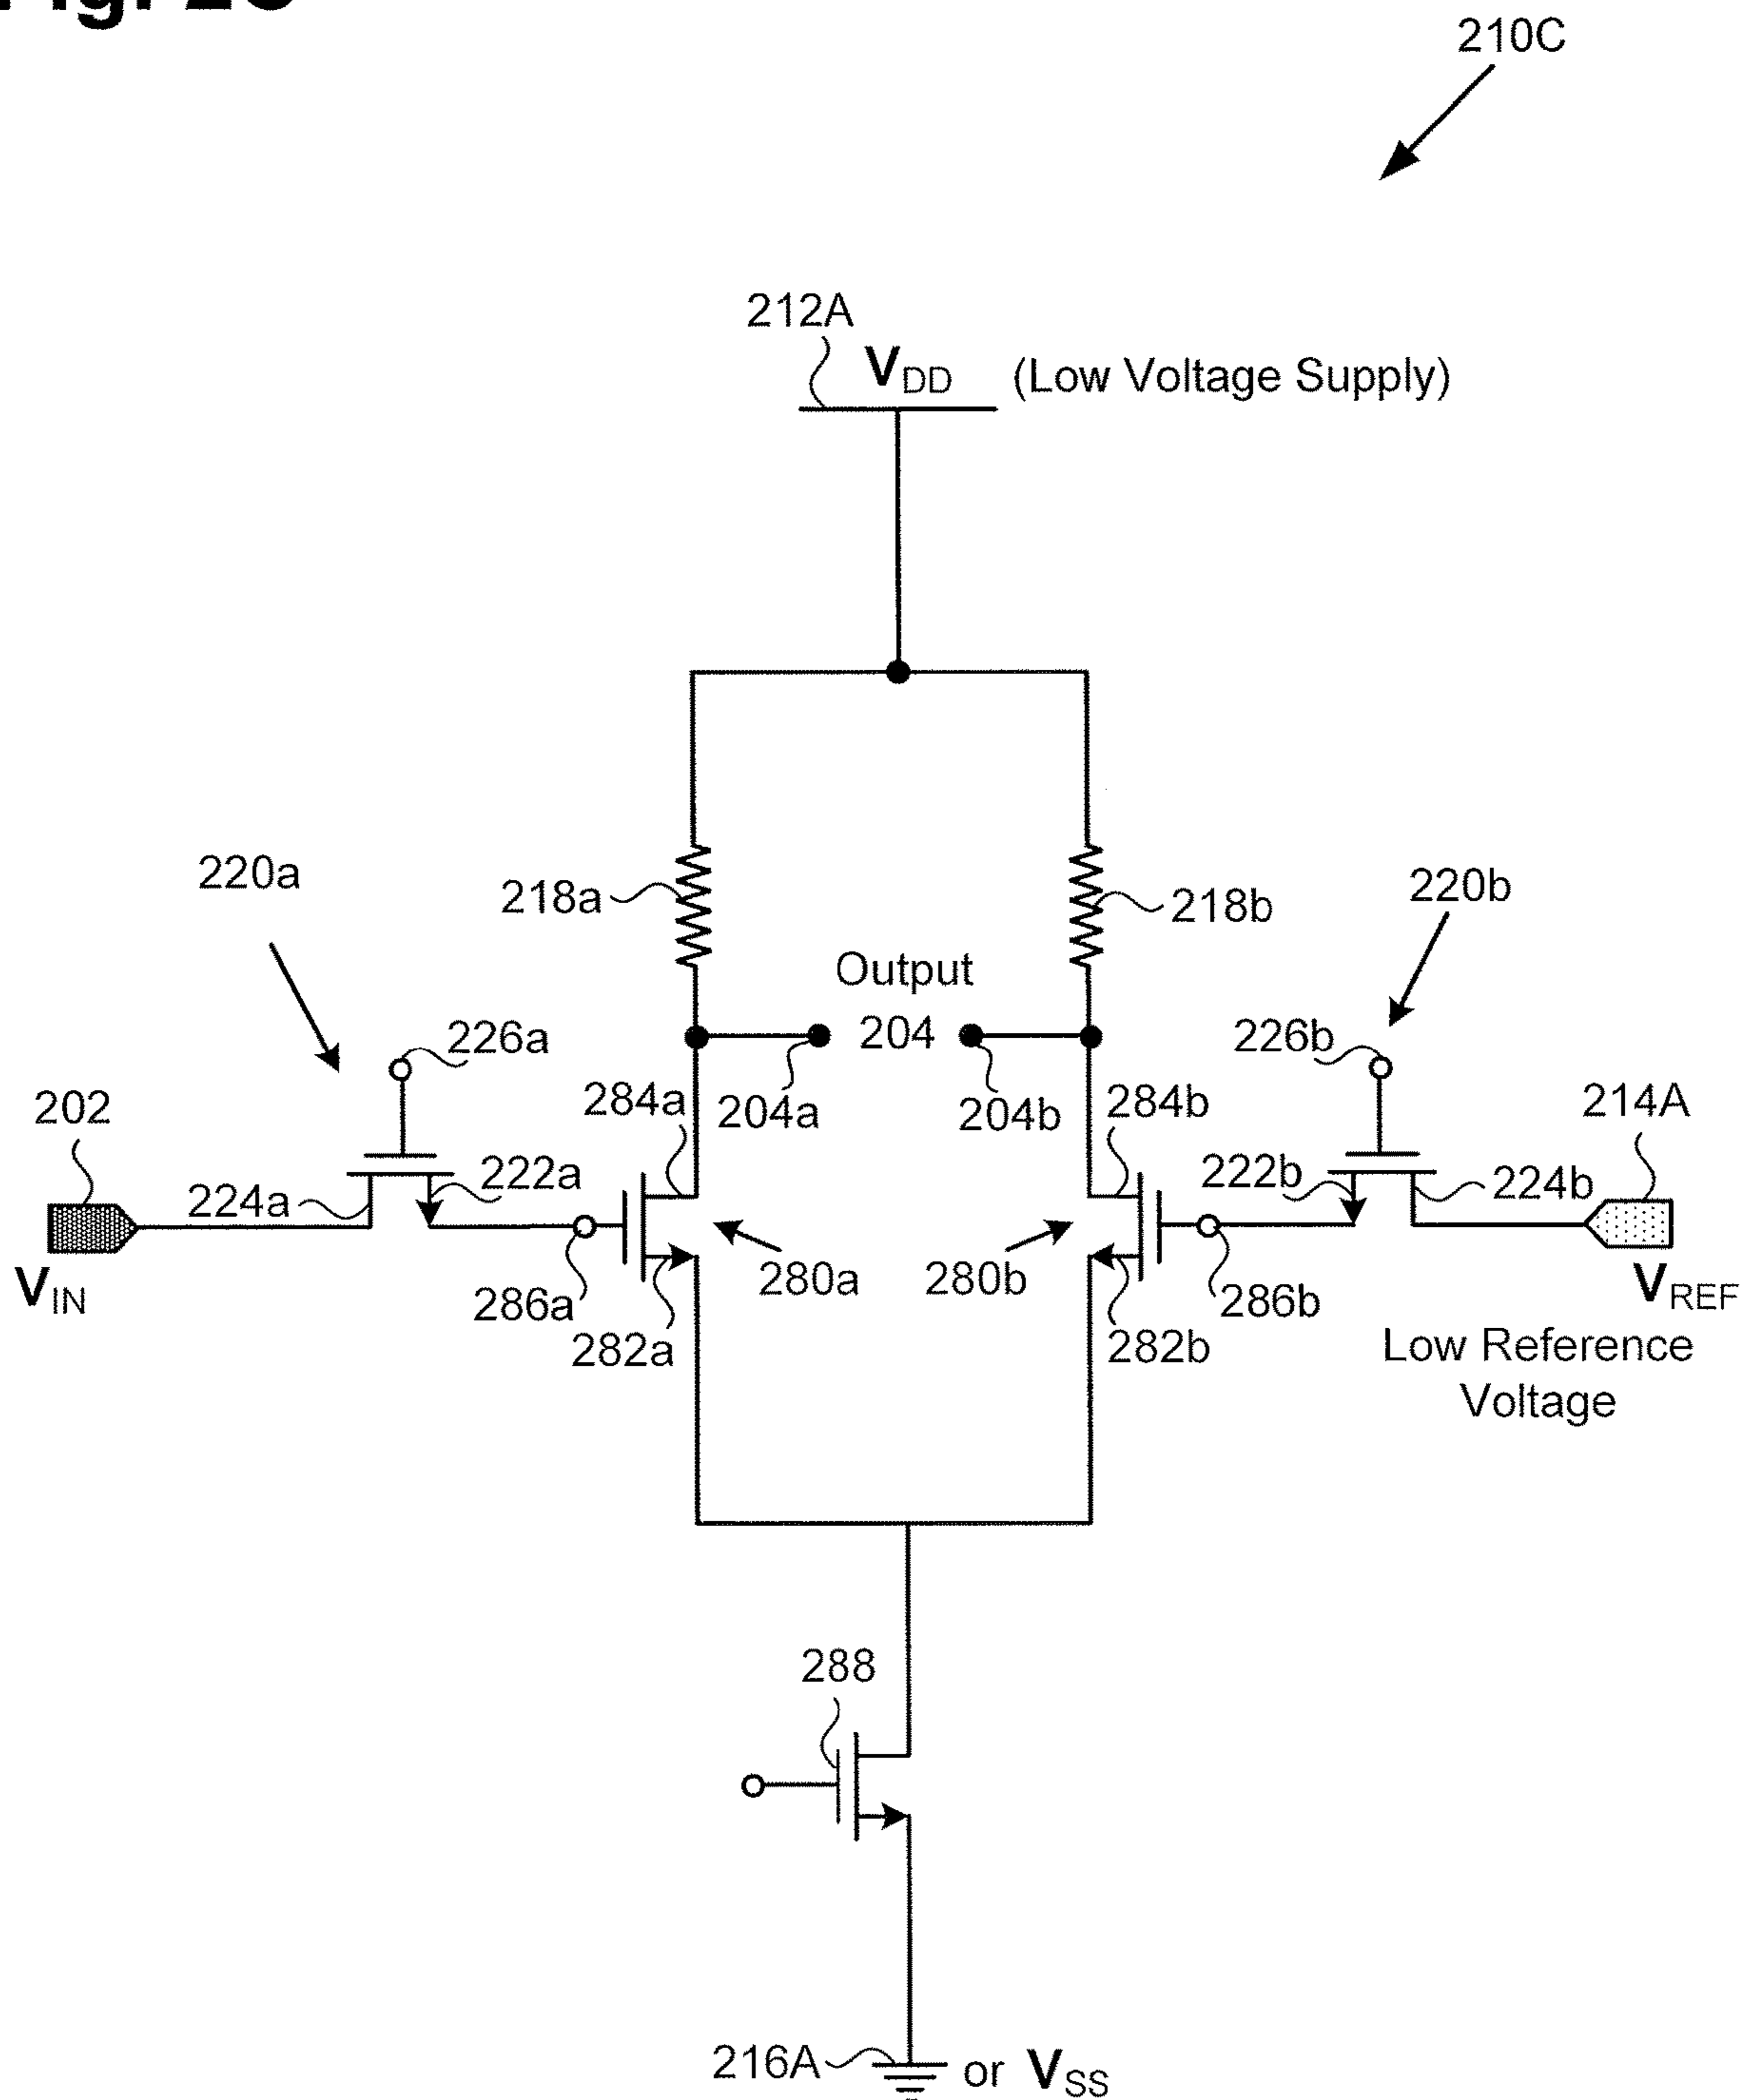 Fig. 2C
210C
212A
VDD (Low Voltage Supply)
220a
218a
218b
220b
Output
204
226a
226b
202
284a
204a
204b
284b
214A
224a
222a
222b
224b
VIN
286a
280a
280b
286b
VREF
282a
282b
Low Reference
Voltage
288
216A
or VSS